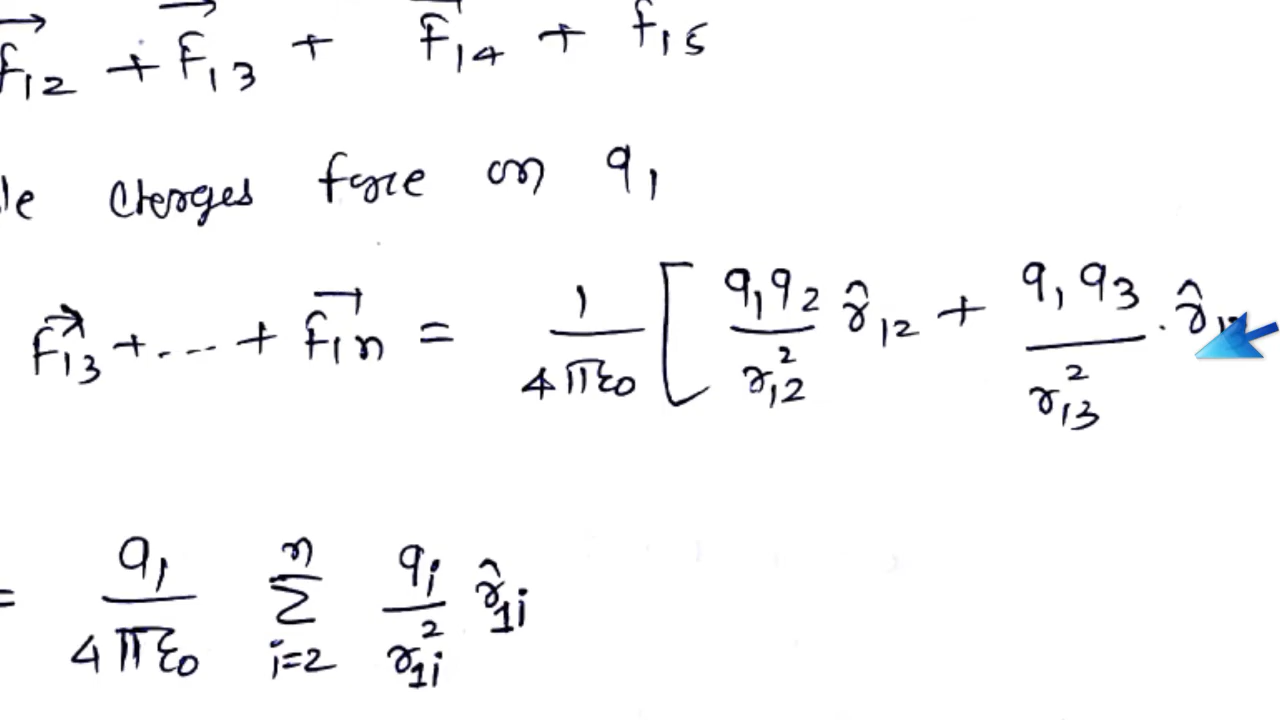 F₁₂ + F₁₃ + F₁₄ + F₁₅
le charges force on q₁
F₁₃ + ... + F₁ₙ = 1/4πε₀ [ q₁q₂/r₁₂² r̂₁₂ + q₁q₃/r₁₃² . r̂₁
= q₁/4πε₀ Σ n i=2 qᵢ/r₁ᵢ² r̂₁ᵢ